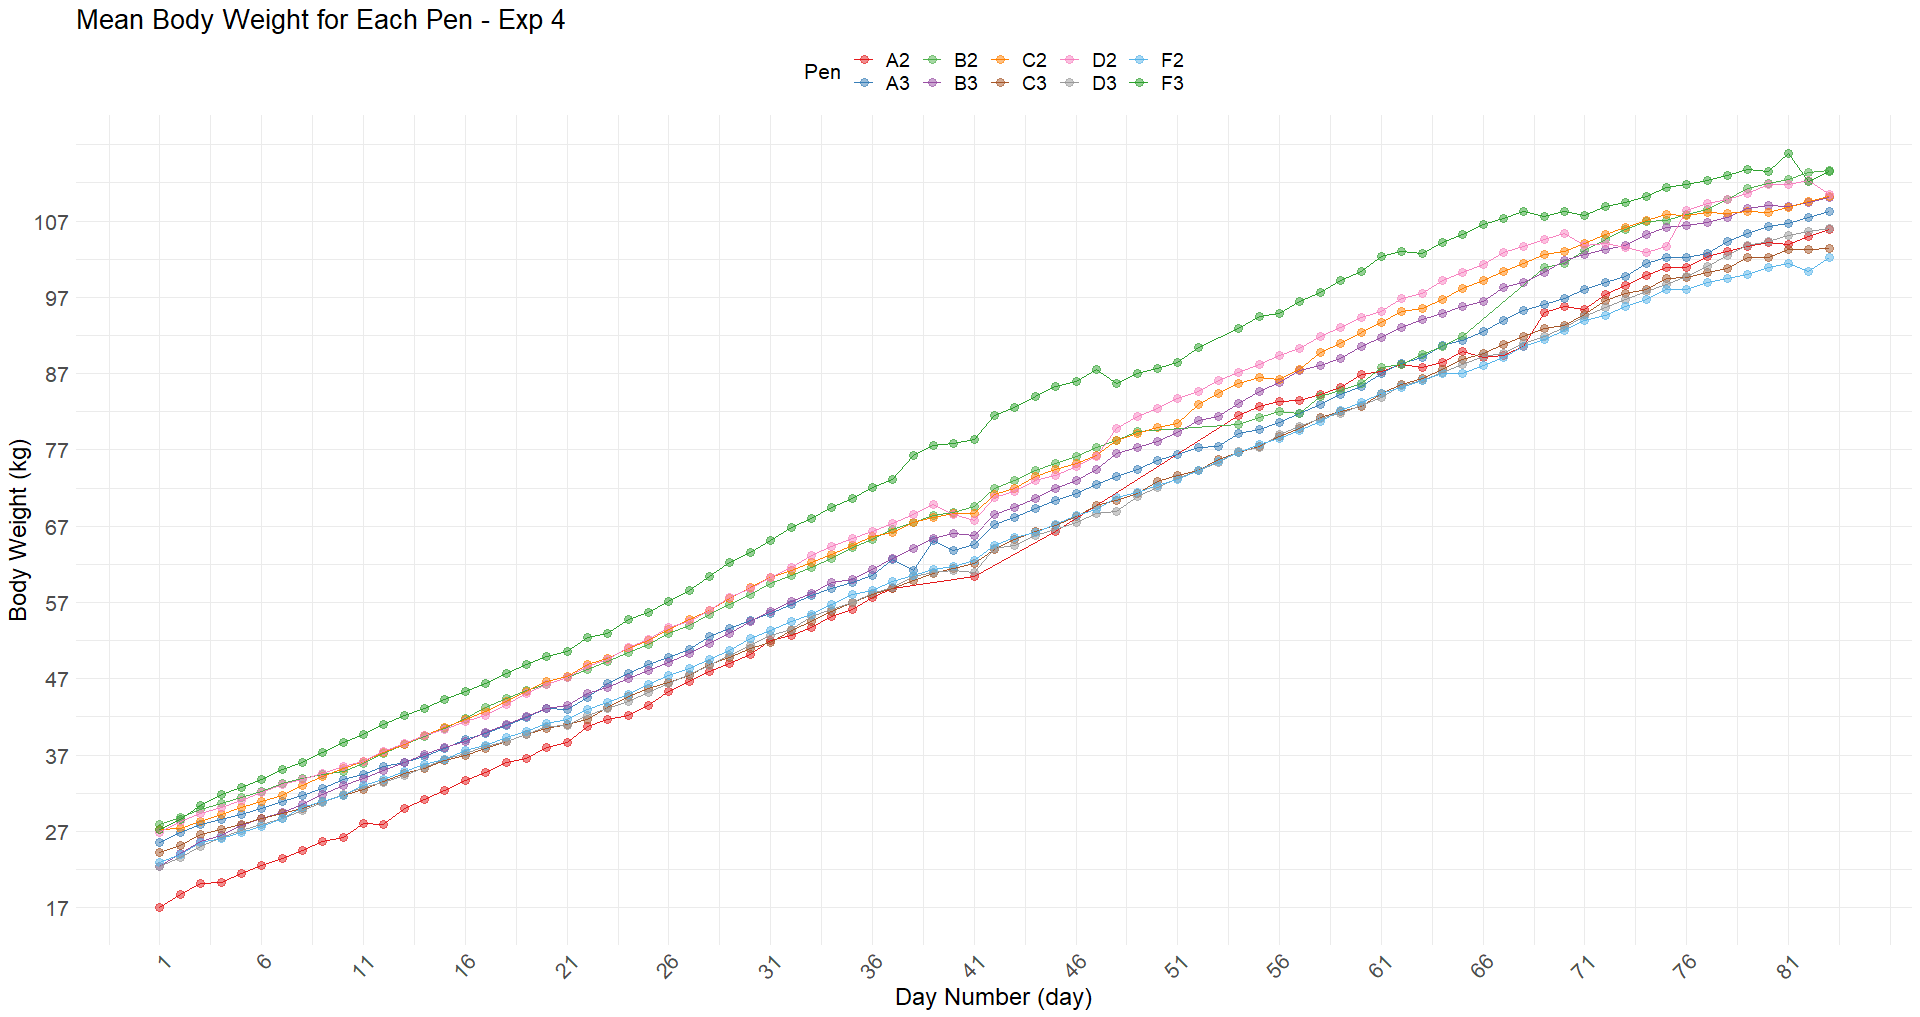 Mean Body Weight for Each Pen - Exp 4
Pen A2 B2 C2 D2 F2
A3 B3 C3 D3 F3
107
97
87
77
67
57
47
37
27
17
Body Weight (kg)
1 6 11 16 21 26 31 36 41 46 51 56 61 66 71 76 81
Day Number (day)